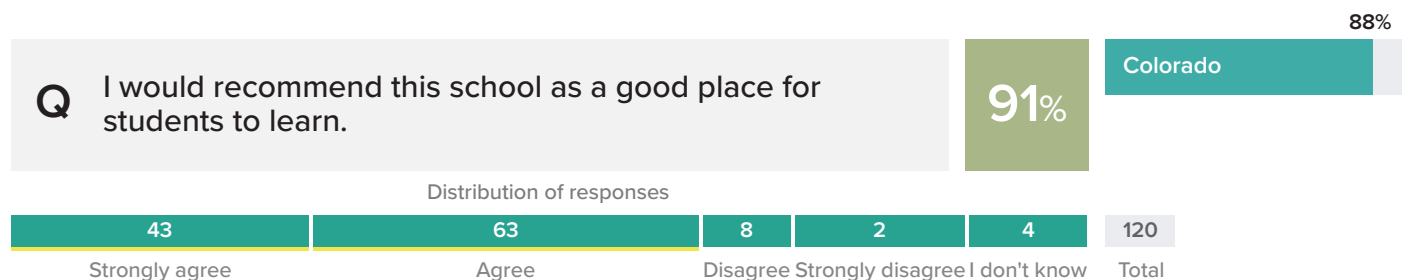 88%
Q I would recommend this school as a good place for
students to learn.
91%
Colorado
Distribution of responses
43 63 8 2 4 120
Strongly agree Agree Disagree Strongly disagree I don't know Total